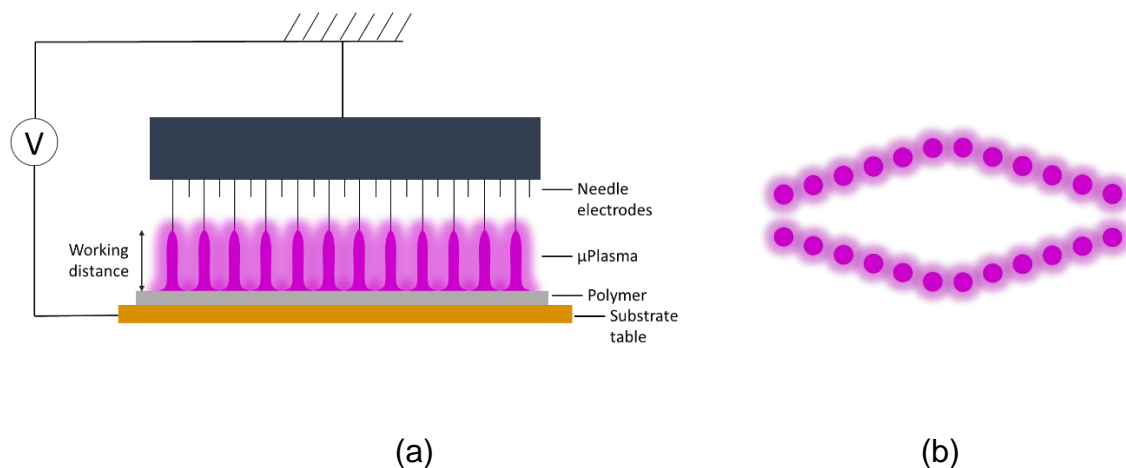 V
Needle
electrodes
Working
distance
µPlasma
Polymer
Substrate
table
(a)
(b)